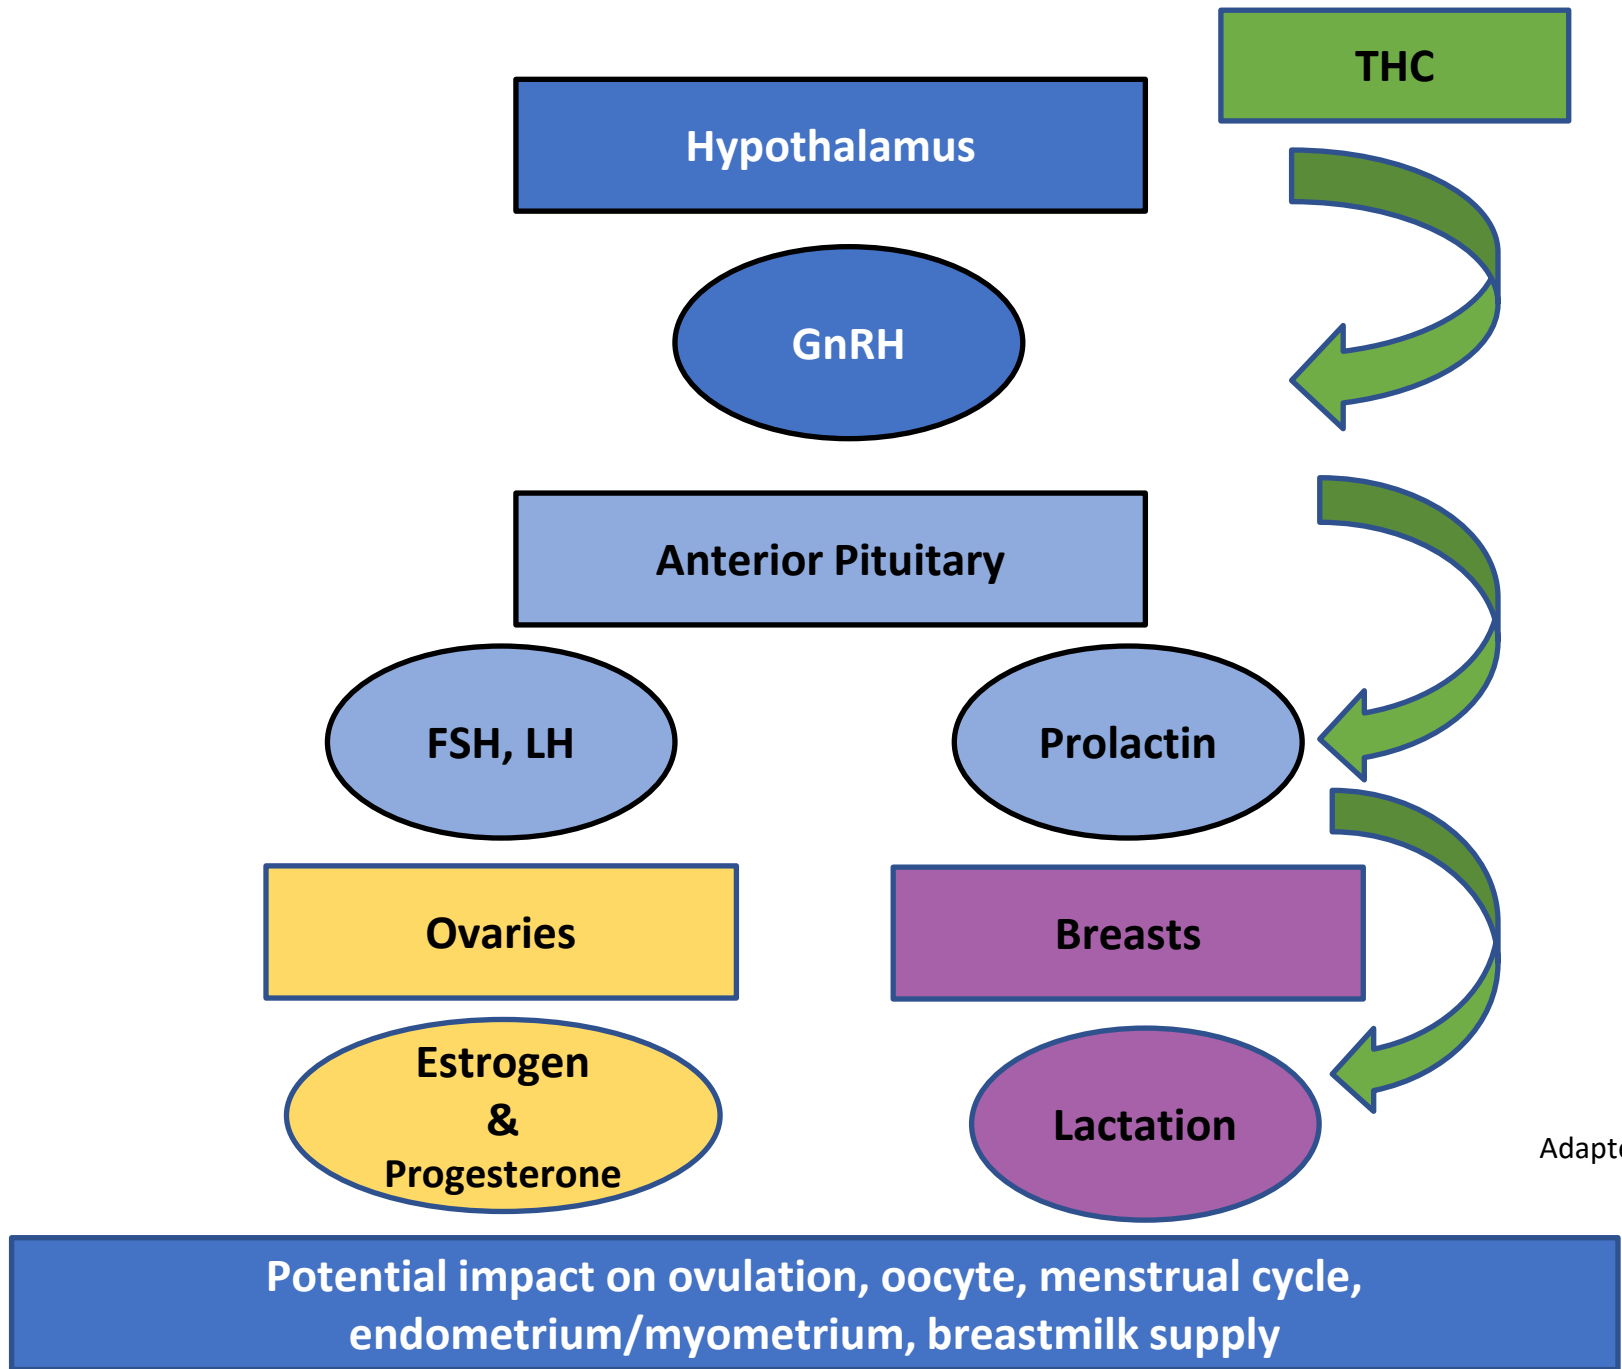 THC
Hypothalamus
GnRH
Anterior Pituitary
FSH, LH
Prolactin
Ovaries
Breasts
Estrogen
&
Progesterone
Lactation
Potential impact on ovulation, oocyte, menstrual cycle,
endometrium/myometrium, breastmilk supply